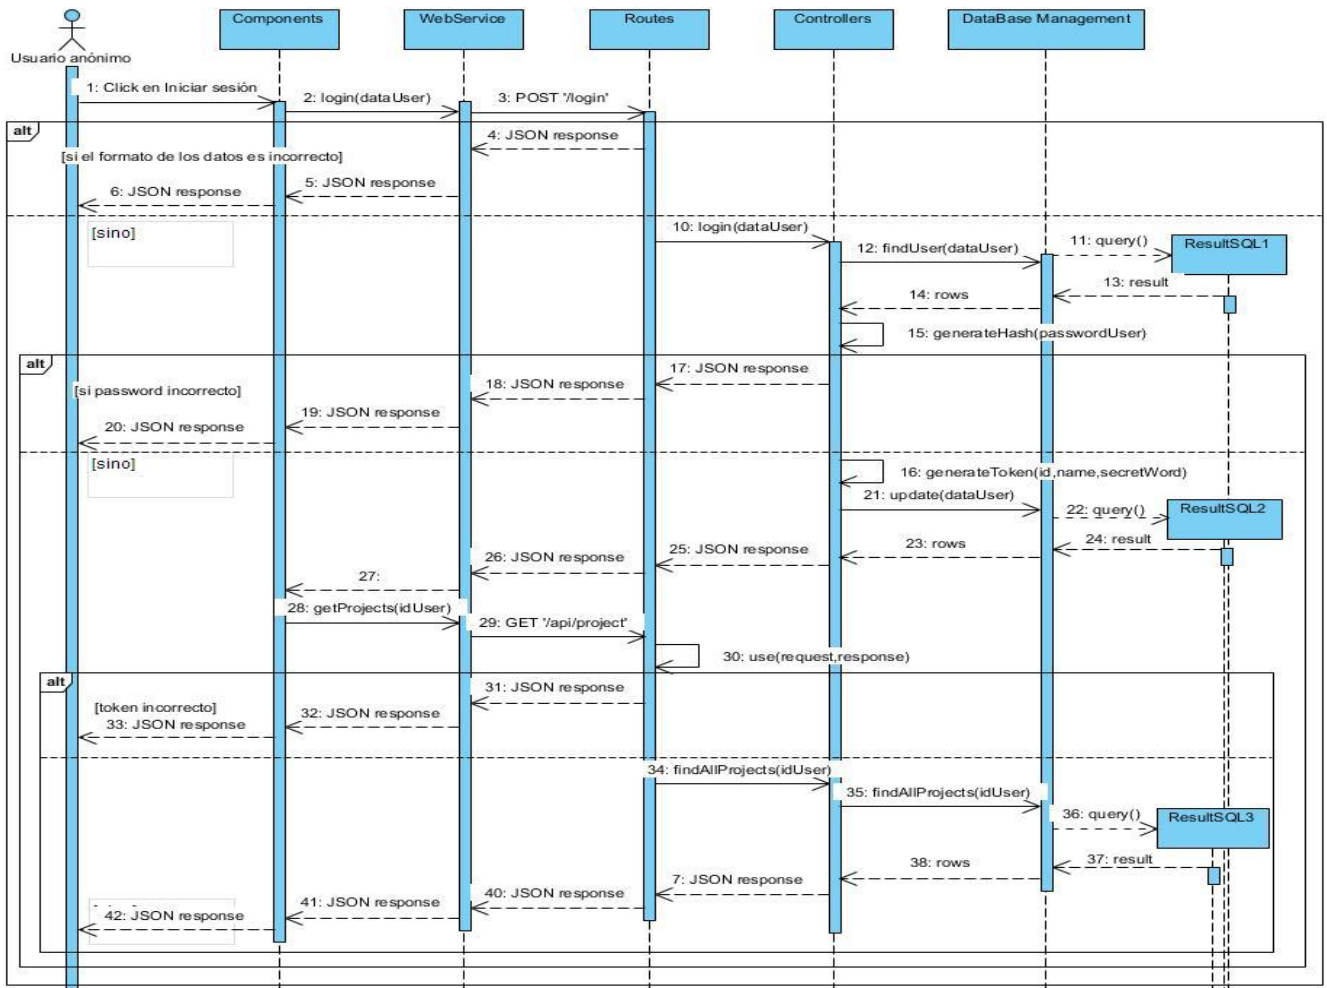 Components
WebService
Routes
Controllers
DataBase Management
Usuario anónimo
1: Click en Iniciar sesión
2: login(dataUser)
3: POST '/login'
alt
4: JSON response
[si el formato de los datos es incorrecto]
5: JSON response
6: JSON response
[sino]
10: login(dataUser)
11: query()
ResultSQL1
12: findUser(dataUser)
13: result
14: rows
15: generateHash(passwordUser)
alt
17: JSON response
18: JSON response
[si password incorrecto]
19: JSON response
20: JSON response
[sino]
16: generateToken(id,name,secretWord)
21: update(dataUser)
22: query()
ResultSQL2
24: result
23: rows
25: JSON response
26: JSON response
27:
28: getProjects(idUser)
29: GET '/api/project'
30: use(request,response)
alt
31: JSON response
[token incorrecto]
32: JSON response
33: JSON response
34: findAllProjects(idUser)
35: findAllProjects(idUser)
36: query()
ResultSQL3
37: result
38: rows
7: JSON response
40: JSON response
41: JSON response
42: JSON response